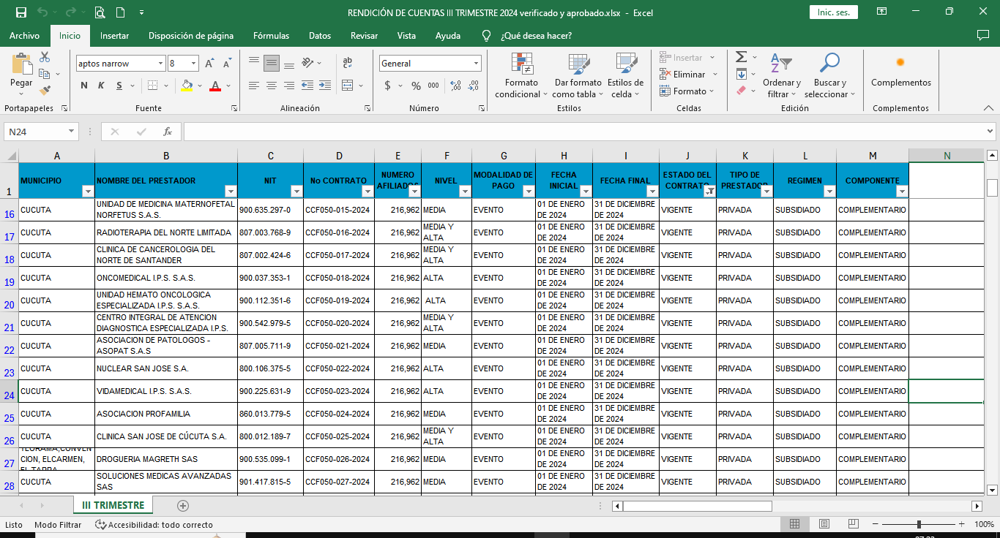 RENDICIÓN DE CUENTAS III TRIMESTRE 2024 verificado y aprobado.xlsx - Excel
Inic. ses.
Archivo Inicio Insertar Disposición de página Fórmulas Datos Revisar Vista Ayuda ¿Qué desea hacer?
Pegar
Portapapeles
aptos narrow 8
N K S
Fuente
ab
Alineación
General
$ % 000
Número
Formato condicional
Dar formato como tabla
Estilos de celda
Estilos
Insertar
Eliminar
Formato
Celdas
Ordenar y filtrar
Buscar y seleccionar
Edición
Complementos
Complementos
N24 fx
A B C D E F G H I J K L M N
1 MUNICIPIO NOMBRE DEL PRESTADOR NIT No CONTRATO NUMERO AFILIADOS NIVEL MODALIDAD DE PAGO FECHA INICIAL FECHA FINAL ESTADO DEL CONTRATO TIPO DE PRESTADOR REGIMEN COMPONENTE
16 CUCUTA UNIDAD DE MEDICINA MATERNOFETAL NORFETUS S.A.S. 900.635.297-0 CCF050-015-2024 216,962 MEDIA EVENTO 01 DE ENERO DE 2024 31 DE DICIEMBRE DE 2024 VIGENTE PRIVADA SUBSIDIADO COMPLEMENTARIO
17 CUCUTA RADIOTERAPIA DEL NORTE LIMITADA 807.003.768-9 CCF050-016-2024 216,962 MEDIA Y ALTA EVENTO 01 DE ENERO DE 2024 31 DE DICIEMBRE DE 2024 VIGENTE PRIVADA SUBSIDIADO COMPLEMENTARIO
18 CUCUTA CLINICA DE CANCEROLOGIA DEL NORTE DE SANTANDER 807.002.424-6 CCF050-017-2024 216,962 MEDIA Y ALTA EVENTO 01 DE ENERO DE 2024 31 DE DICIEMBRE DE 2024 VIGENTE PRIVADA SUBSIDIADO COMPLEMENTARIO
19 CUCUTA ONCOMEDICAL I.P.S. S.A.S. 900.037.353-1 CCF050-018-2024 216,962 ALTA EVENTO 01 DE ENERO DE 2024 31 DE DICIEMBRE DE 2024 VIGENTE PRIVADA SUBSIDIADO COMPLEMENTARIO
20 CUCUTA UNIDAD HEMATO ONCOLOGICA ESPECIALIZADA I.P.S. S.A.S. 900.112.351-6 CCF050-019-2024 216,962 ALTA EVENTO 01 DE ENERO DE 2024 31 DE DICIEMBRE DE 2024 VIGENTE PRIVADA SUBSIDIADO COMPLEMENTARIO
21 CUCUTA CENTRO INTEGRAL DE ATENCION DIAGNOSTICA ESPECIALIZADA I.P.S. 900.542.979-5 CCF050-020-2024 216,962 MEDIA Y ALTA EVENTO 01 DE ENERO DE 2024 31 DE DICIEMBRE DE 2024 VIGENTE PRIVADA SUBSIDIADO COMPLEMENTARIO
22 CUCUTA ASOCIACION DE PATOLOGOS - ASOPAT S.A.S 807.005.711-9 CCF050-021-2024 216,962 MEDIA EVENTO 01 DE ENERO DE 2024 31 DE DICIEMBRE DE 2024 VIGENTE PRIVADA SUBSIDIADO COMPLEMENTARIO
23 CUCUTA NUCLEAR SAN JOSE S.A. 800.106.375-5 CCF050-022-2024 216,962 ALTA EVENTO 01 DE ENERO DE 2024 31 DE DICIEMBRE DE 2024 VIGENTE PRIVADA SUBSIDIADO COMPLEMENTARIO
24 CUCUTA VIDAMEDICAL I.P.S. S.A.S. 900.225.631-9 CCF050-023-2024 216,962 ALTA EVENTO 01 DE ENERO DE 2024 31 DE DICIEMBRE DE 2024 VIGENTE PRIVADA SUBSIDIADO COMPLEMENTARIO
25 CUCUTA ASOCIACION PROFAMILIA 860.013.779-5 CCF050-024-2024 216,962 MEDIA EVENTO 01 DE ENERO DE 2024 31 DE DICIEMBRE DE 2024 VIGENTE PRIVADA SUBSIDIADO COMPLEMENTARIO
26 CUCUTA CLINICA SAN JOSE DE CÚCUTA S.A. 800.012.189-7 CCF050-025-2024 216,962 MEDIA Y ALTA EVENTO 01 DE ENERO DE 2024 31 DE DICIEMBRE DE 2024 VIGENTE PRIVADA SUBSIDIADO COMPLEMENTARIO
27 TEORAMA,CONVEN CION, ELCARMEN, EL TARRA DROGUERIA MAGRETH SAS 900.535.099-1 CCF050-026-2024 216,962 MEDIA EVENTO 01 DE ENERO DE 2024 31 DE DICIEMBRE DE 2024 VIGENTE PRIVADA SUBSIDIADO COMPLEMENTARIO
28 CUCUTA SOLUCIONES MEDICAS AVANZADAS SAS 901.417.815-5 CCF050-027-2024 216,962 MEDIA EVENTO 01 DE ENERO DE 2024 31 DE DICIEMBRE DE 2024 VIGENTE PRIVADA SUBSIDIADO COMPLEMENTARIO
III TRIMESTRE
Listo Modo Filtrar Accesibilidad: todo correcto 100%